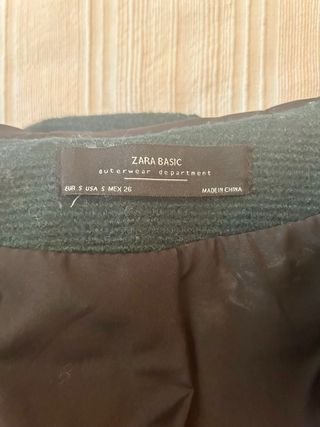 ZARA BASIC
outerwear department
EUR S USA S MEX 26
MADE IN CHINA